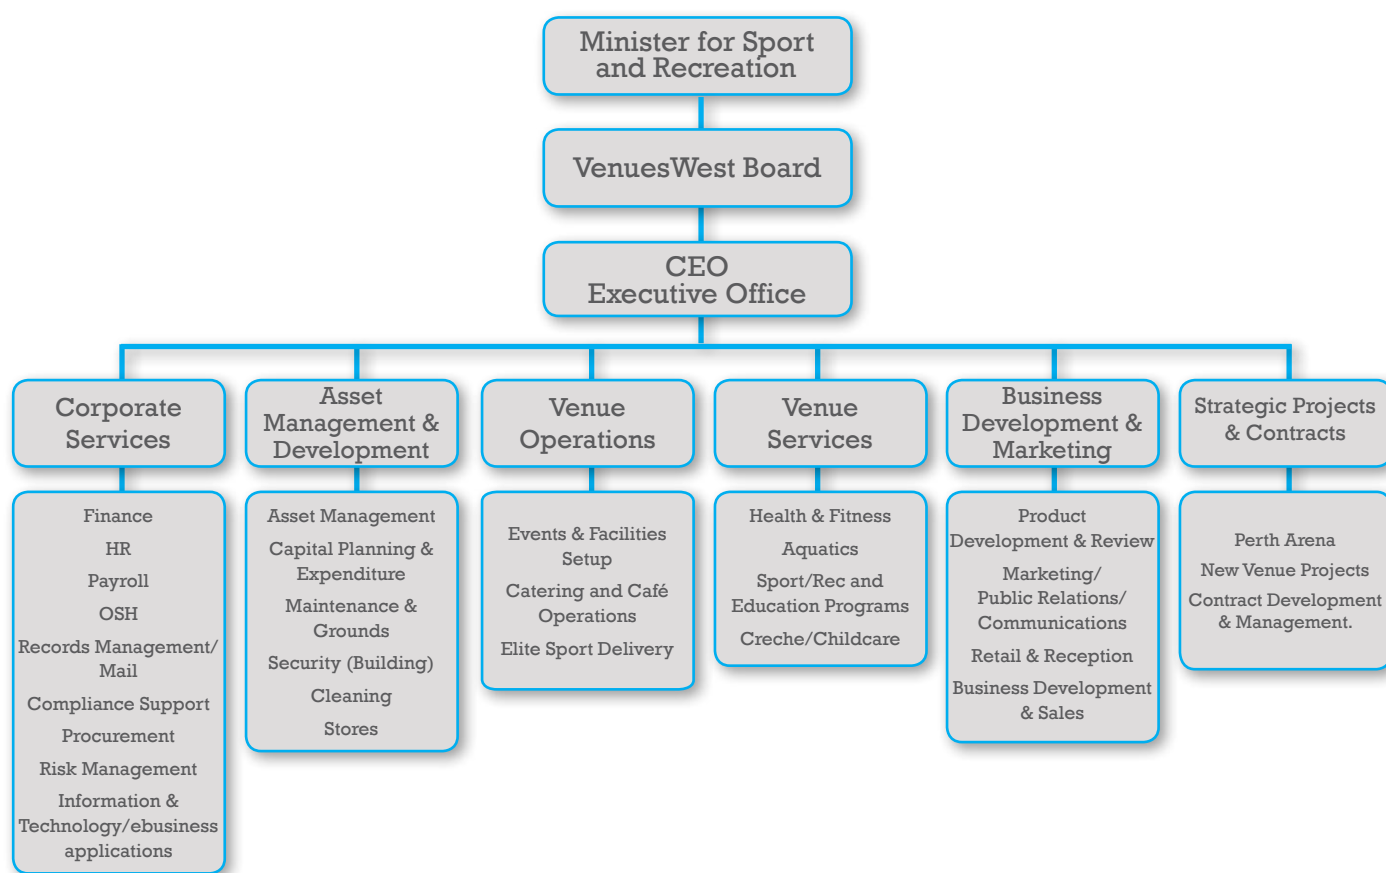 Minister for Sport
and Recreation
VenuesWest Board
CEO
Executive Office
Corporate
Services
Asset
Management &
Development
Venue
Operations
Venue
Services
Business
Development &
Marketing
Strategic Projects
& Contracts
Finance
HR
Payroll
OSH
Records Management/
Mail
Compliance Support
Procurement
Risk Management
Information &
Technology/ebusiness
applications
Asset Management
Capital Planning &
Expenditure
Maintenance &
Grounds
Security (Building)
Cleaning
Stores
Events & Facilities
Setup
Catering and Café
Operations
Elite Sport Delivery
Health & Fitness
Aquatics
Sport/Rec and
Education Programs
Creche/Childcare
Product
Development & Review
Marketing/
Public Relations/
Communications
Retail & Reception
Business Development
& Sales
Perth Arena
New Venue Projects
Contract Development
& Management.